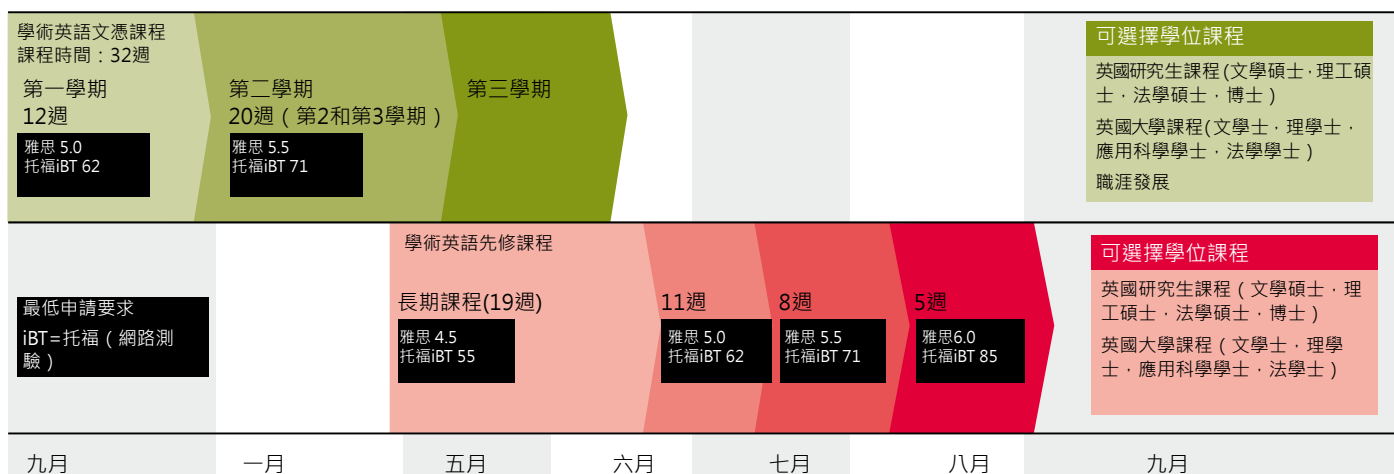 學術英語文憑課程
課程時間：32週
第一學期
12週
雅思 5.0
托福iBT 62
第二學期
20週（第2和第3學期）
雅思 5.5
托福iBT 71
第三學期
可選擇學位課程
英國研究生課程(文學碩士，理工碩
士，法學碩士，博士）
英國大學課程(文學士，理學士，
應用科學學士，法學學士）
職涯發展
最低申請要求
iBT=托福（網路測
驗）
學術英語先修課程
長期課程(19週)
雅思 4.5
托福iBT 55
11週
雅思 5.0
托福iBT 62
8週
雅思 5.5
托福iBT 71
5週
雅思6.0
托福iBT 85
可選擇學位課程
英國研究生課程（文學碩士，理
工碩士，法學碩士，博士）
英國大學課程（文學士，理學
士，應用科學學士，法學士）
九月
一月
五月
六月
七月
八月
九月